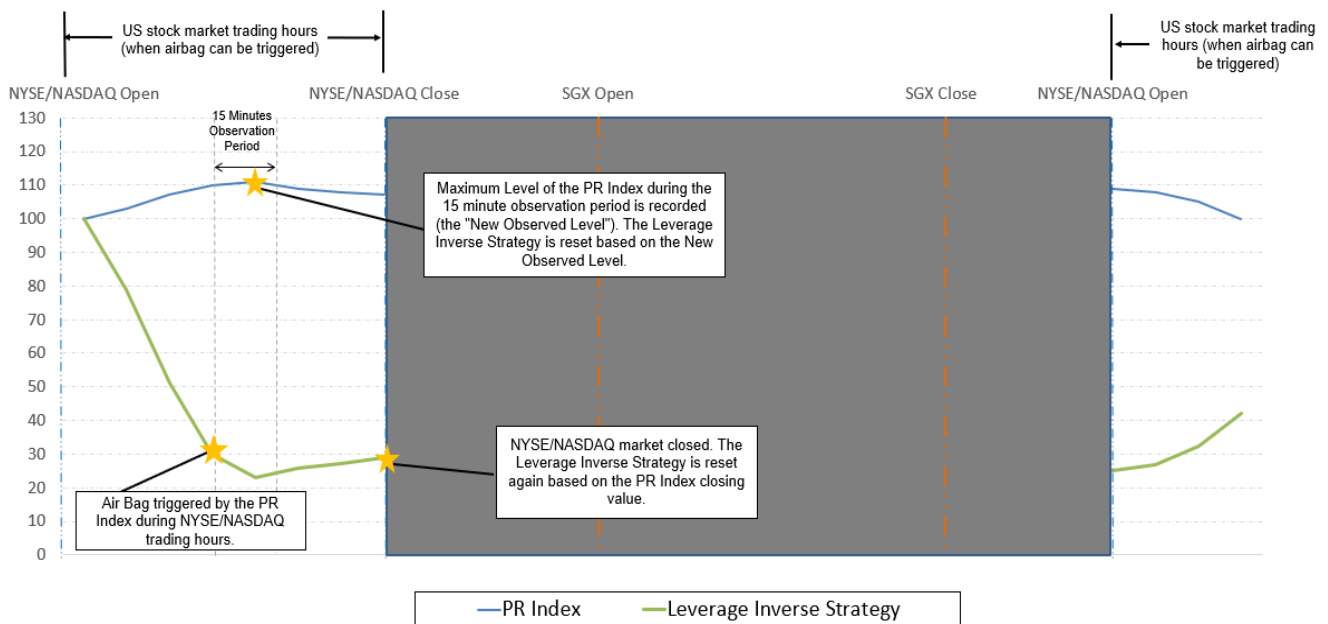 US stock market trading hours
(when airbag can be triggered)
US stock market trading
hours (when airbag can
be triggered)
NYSE/NASDAQ Open
NYSE/NASDAQ Close
SGX Open
SGX Close
NYSE/NASDAQ Open
130
120
110
100
90
80
70
60
50
40
30
20
10
0
15 Minutes
Observation
Period
Maximum Level of the PR Index during the
15 minute observation period is recorded
(the "New Observed Level"). The Leverage
Inverse Strategy is reset based on the New
Observed Level.
NYSE/NASDAQ market closed. The
Leverage Inverse Strategy is reset
again based on the PR Index closing
value.
Air Bag triggered by the PR
Index during NYSE/NASDAQ
trading hours.
PR Index
Leverage Inverse Strategy